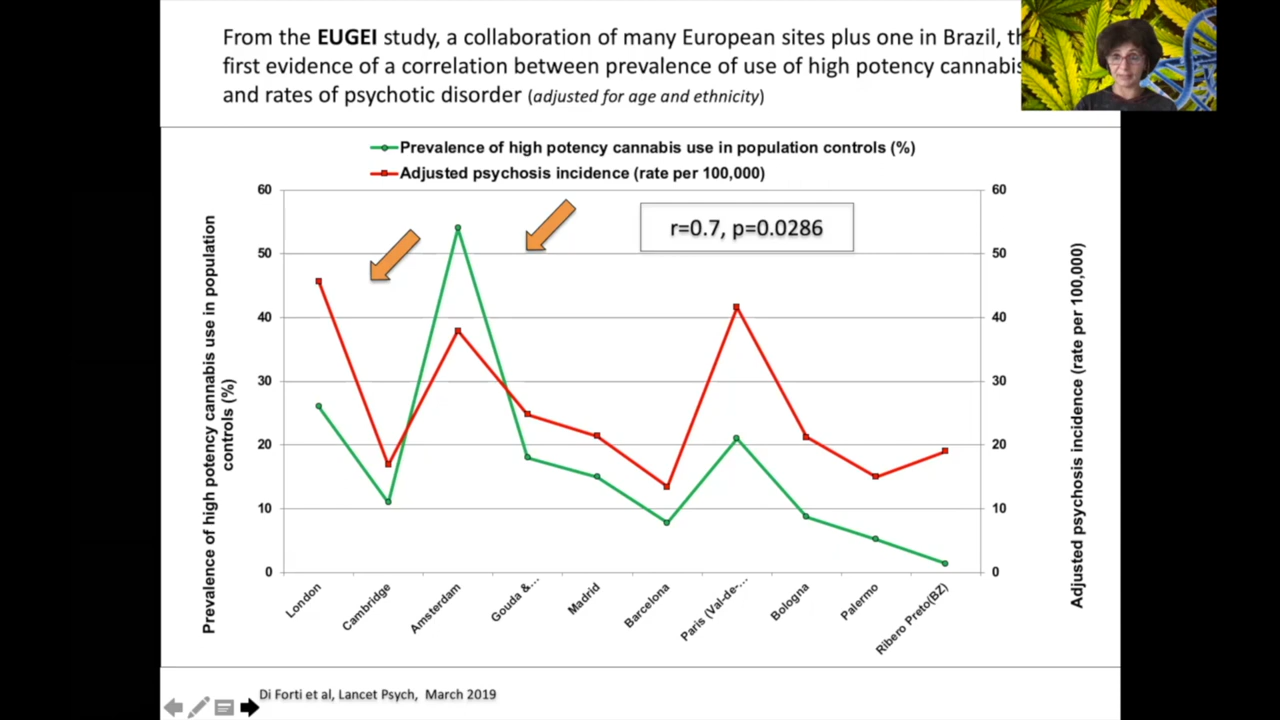 From the EUGEI study, a collaboration of many European sites plus one in Brazil,
first evidence of a correlation between prevalence of use of high potency cannabis
and rates of psychotic disorder (adjusted for age and ethnicity)
Prevalence of high potency cannabis use in population controls (%)
Adjusted psychosis incidence (rate per 100,000)
r=0.7, p=0.0286
Prevalence of high potency cannabis use in population
controls (%)
60
50
40
30
20
10
0
60
50
40
30
20
10
0
Adjusted psychosis incidence (rate per 100,000)
London
Cambridge
Amsterdam
Gouda &...
Madrid
Barcelona
Paris (Val-de-...
Bologna
Palermo
Ribero Preto(BZ)
Di Forti et al, Lancet Psych, March 2019